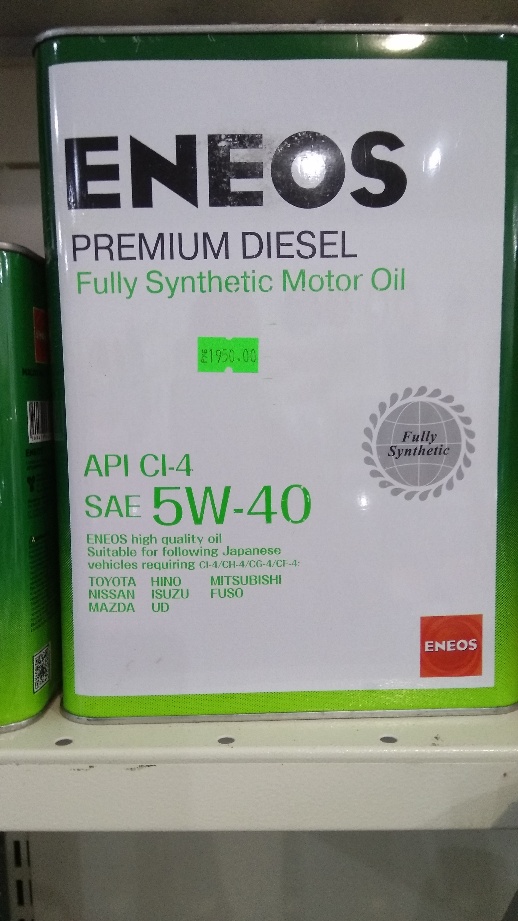 ENEOS
PREMIUM DIESEL
Fully Synthetic Motor Oil
1950.00
Fully
Synthetic
API CI-4
SAE 5W-40
ENEOS high quality oil
Suitable for following Japanese
vehicles requiring CI-4/CH-4/CG-4/CF-4:
TOYOTA HINO MITSUBISHI
NISSAN ISUZU FUSO
MAZDA UD
ENEOS